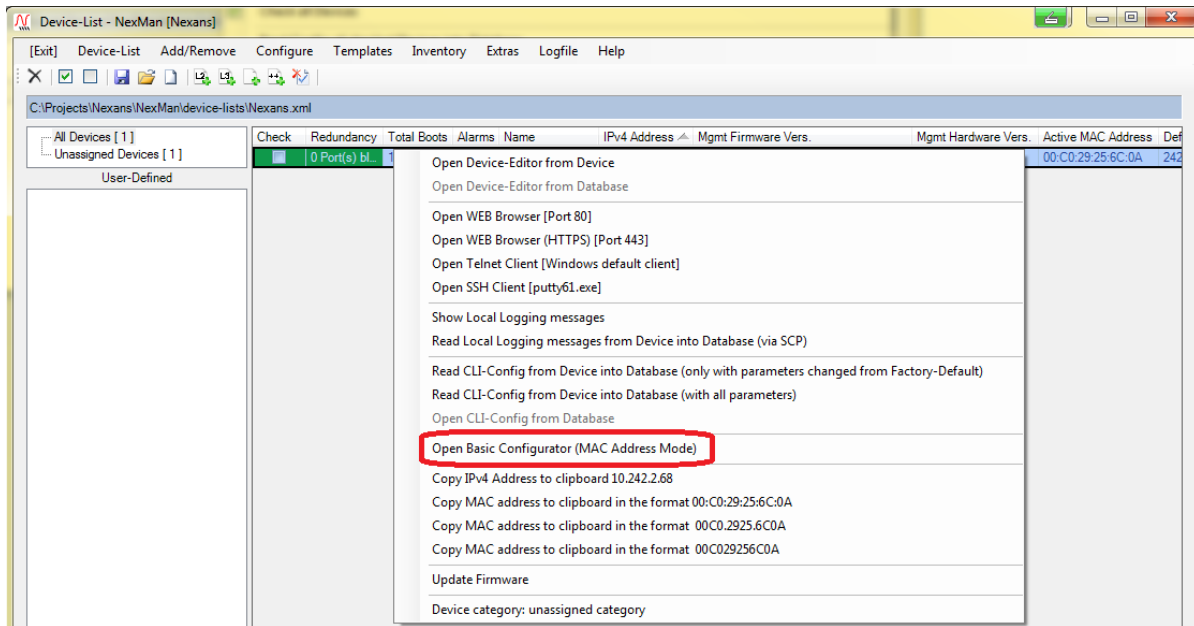 Device-List - NexMan [Nexans]
[Exit] Device-List Add/Remove Configure Templates Inventory Extras Logfile Help
C:\Projects\Nexans\NexMan\device-lists\Nexans.xml
All Devices [ 1 ]
Unassigned Devices [ 1 ]
User-Defined
Check Redundancy Total Boots Alarms Name IPv4 Address Mgmt Firmware Vers. Mgmt Hardware Vers. Active MAC Address Def
0 Port(s) bl... 1 00:C0:29:25:6C:0A 242
Open Device-Editor from Device
Open Device-Editor from Database
Open WEB Browser [Port 80]
Open WEB Browser (HTTPS) [Port 443]
Open Telnet Client [Windows default client]
Open SSH Client [putty61.exe]
Show Local Logging messages
Read Local Logging messages from Device into Database (via SCP)
Read CLI-Config from Device into Database (only with parameters changed from Factory-Default)
Read CLI-Config from Device into Database (with all parameters)
Open CLI-Config from Database
Open Basic Configurator (MAC Address Mode)
Copy IPv4 Address to clipboard 10.242.2.68
Copy MAC address to clipboard in the format 00:C0:29:25:6C:0A
Copy MAC address to clipboard in the format 00C0.2925.6C0A
Copy MAC address to clipboard in the format 00C029256C0A
Update Firmware
Device category: unassigned category